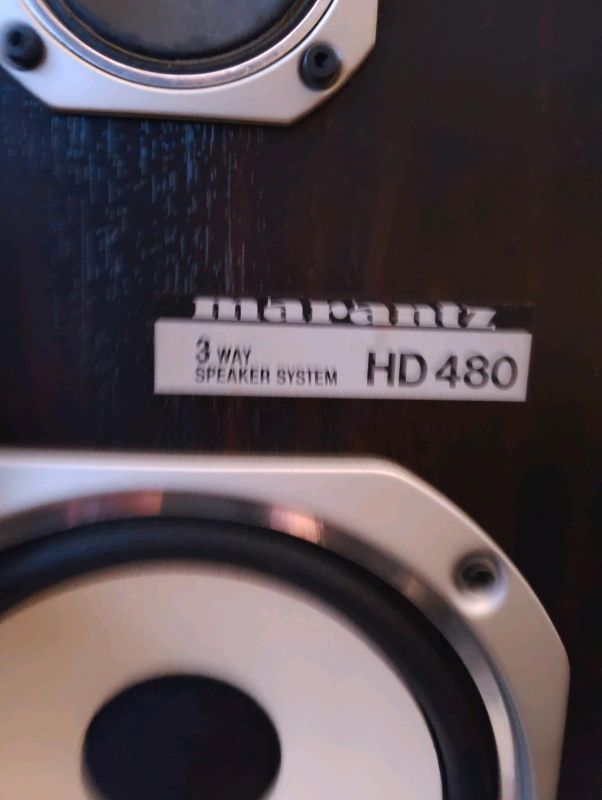 marantz
3 WAY
SPEAKER SYSTEM HD 480